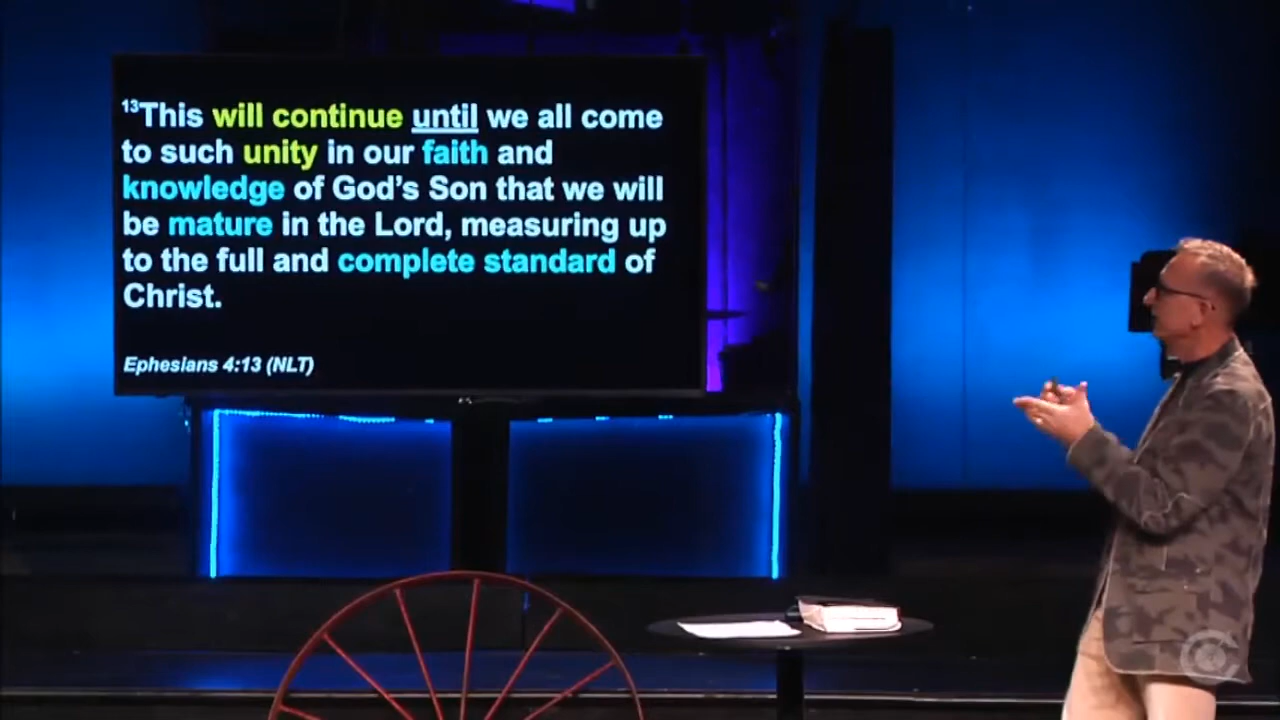 ¹³This will continue until we all come
to such unity in our faith and
knowledge of God's Son that we will
be mature in the Lord, measuring up
to the full and complete standard of
Christ.
Ephesians 4:13 (NLT)